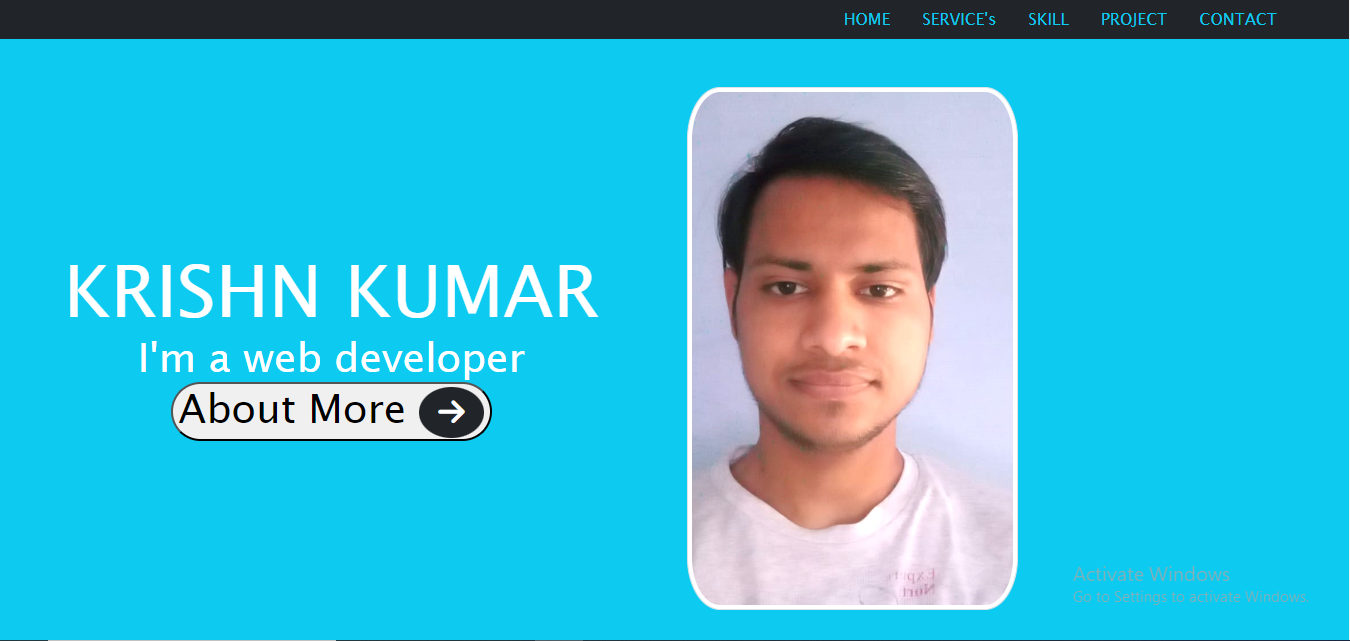 HOME SERVICE's SKILL PROJECT CONTACT
KRISHN KUMAR
I'm a web developer
About More
Activate Windows
Go to Settings to activate Windows.